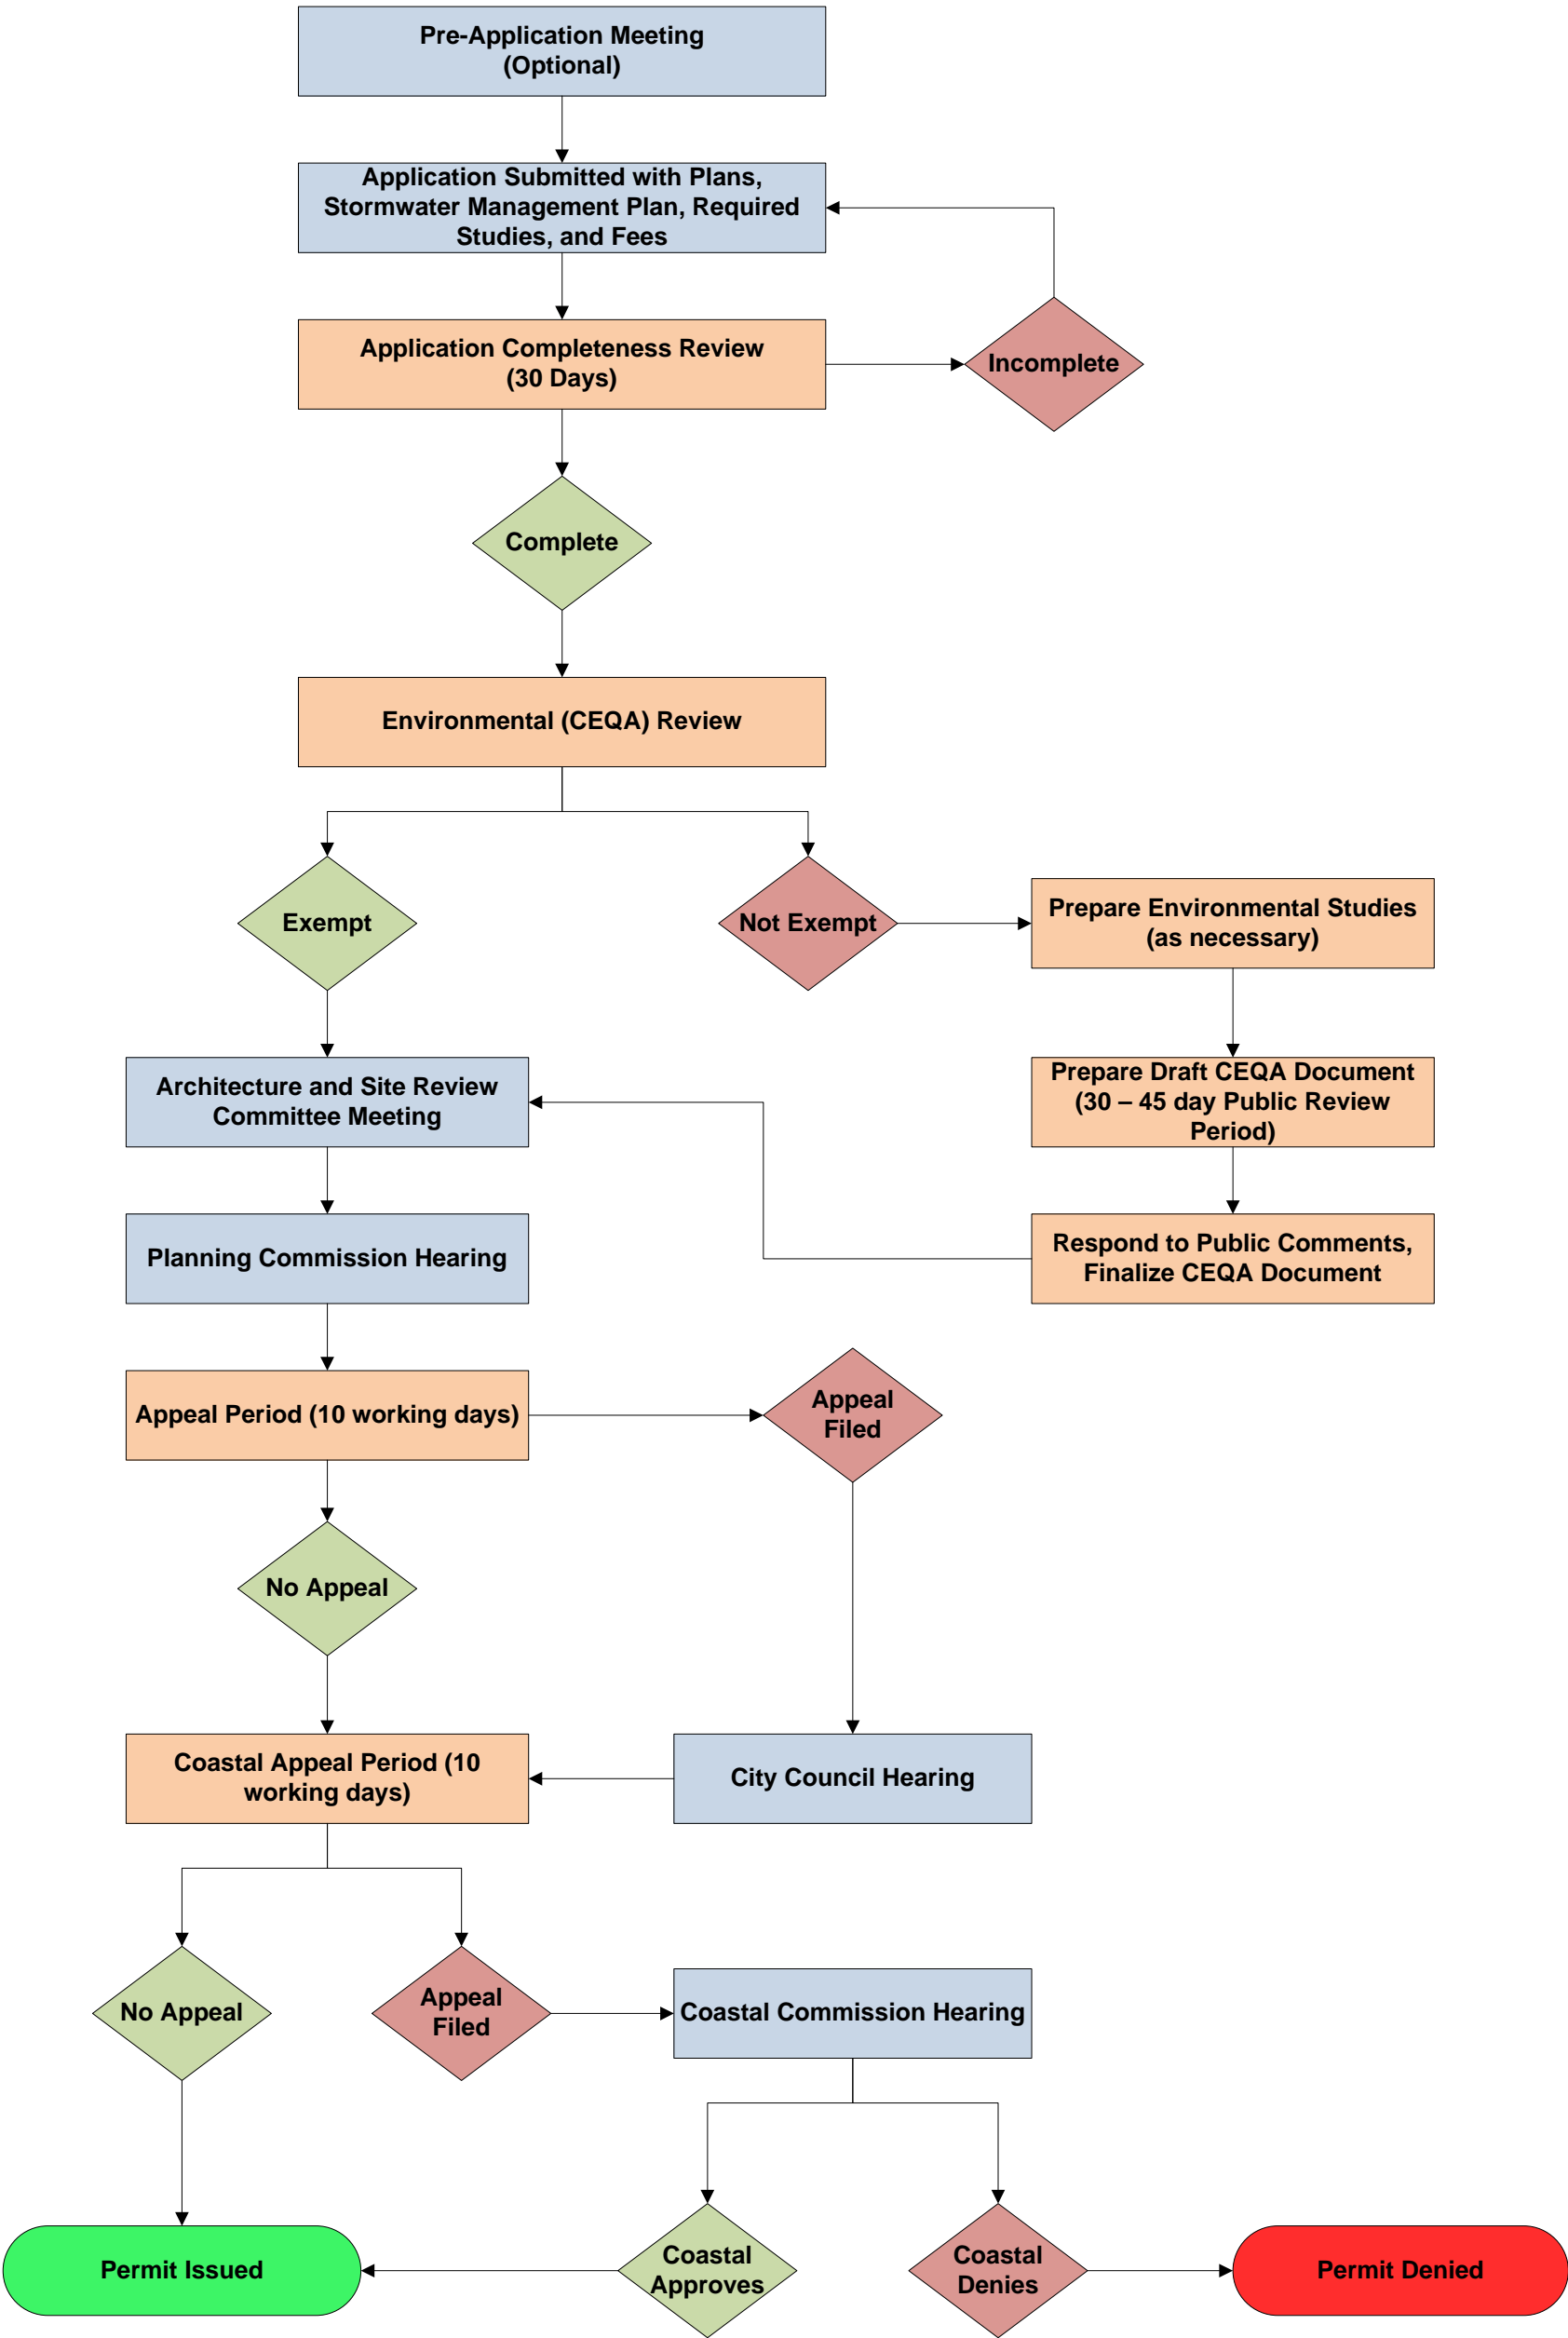 Pre-Application Meeting
(Optional)
Application Submitted with Plans,
Stormwater Management Plan, Required
Studies, and Fees
Application Completeness Review
(30 Days)
Incomplete
Complete
Environmental (CEQA) Review
Exempt
Not Exempt
Prepare Environmental Studies
(as necessary)
Architecture and Site Review
Committee Meeting
Prepare Draft CEQA Document
(30 – 45 day Public Review
Period)
Planning Commission Hearing
Respond to Public Comments,
Finalize CEQA Document
Appeal Period (10 working days)
Appeal
Filed
No Appeal
Coastal Appeal Period (10
working days)
City Council Hearing
No Appeal
Appeal
Filed
Coastal Commission Hearing
Permit Issued
Coastal
Approves
Coastal
Denies
Permit Denied